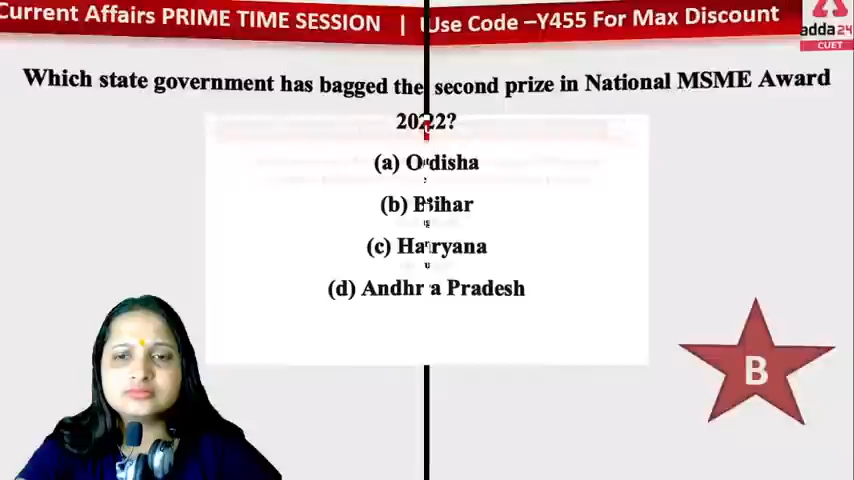 Current Affairs PRIME TIME SESSION | Use Code –Y455 For Max Discount
adda24
CUET
Which state government has bagged the second prize in National MSME Award
2022?
(a) Odisha
(b) Bihar
(c) Haryana
(d) Andhra Pradesh
B